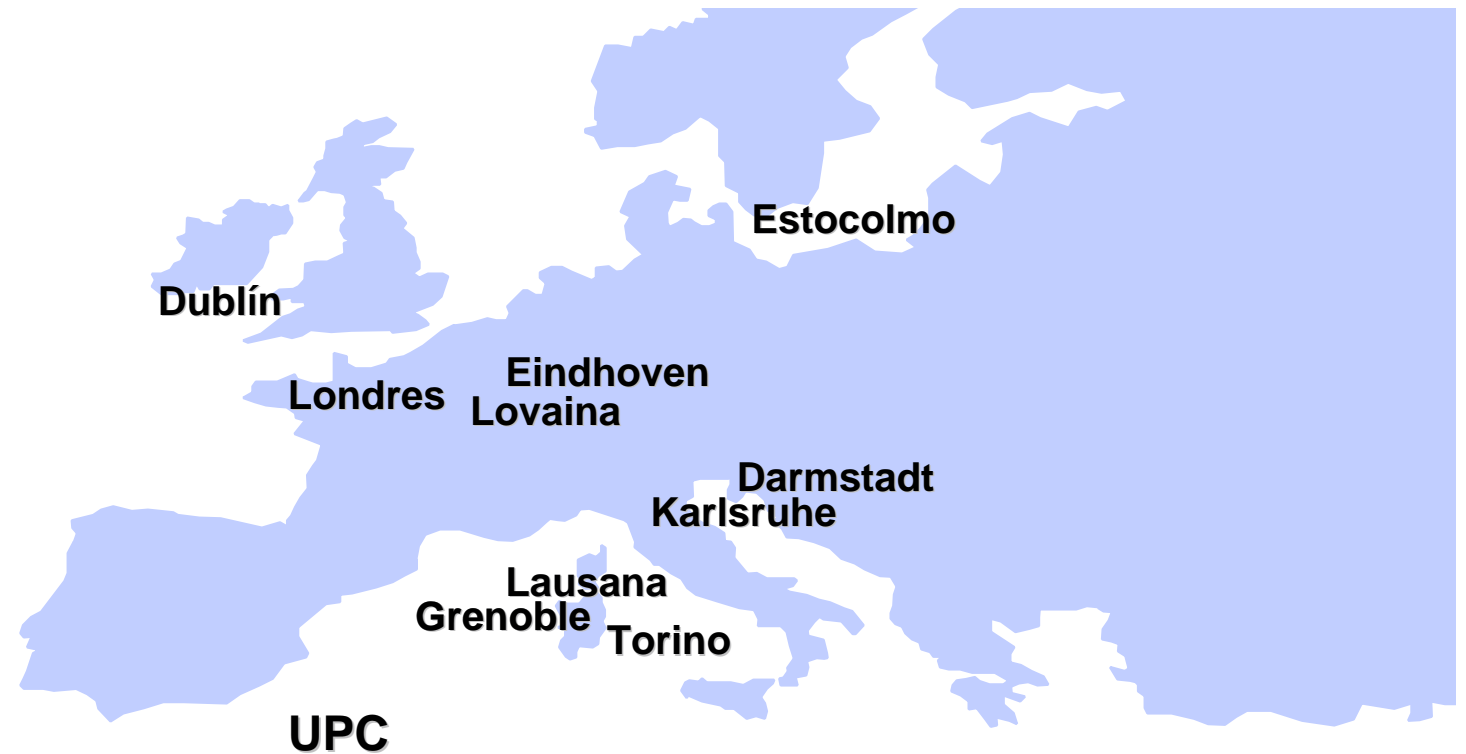 Estocolmo
Dublín
Eindhoven
Londres
Lovaina
Darmstadt
Karlsruhe
Lausana
Grenoble
Torino
UPC